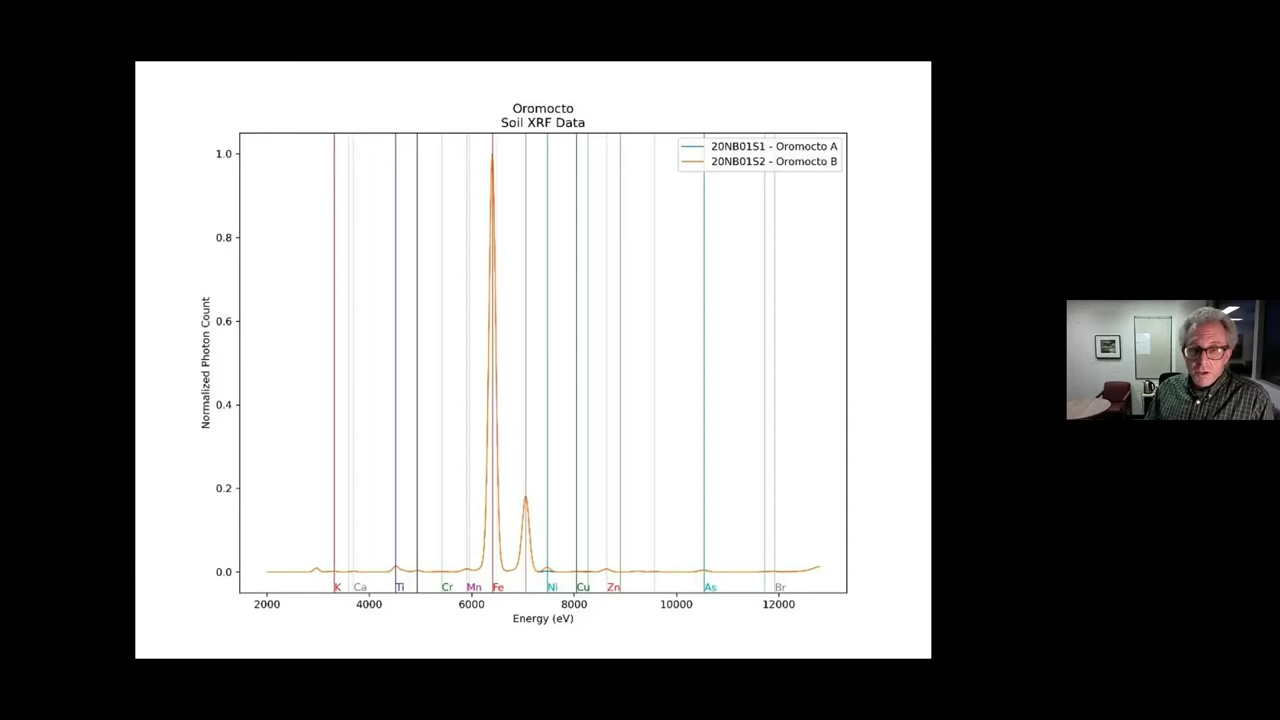 Oromocto
Soil XRF Data
20NB01S1 - Oromocto A
20NB01S2 - Oromocto B
Normalized Photon Count
1.0
0.8
0.6
0.4
0.2
0.0
K Ca Ti Cr Mn Fe Ni Cu Zn As Br
2000 4000 6000 8000 10000 12000
Energy (eV)